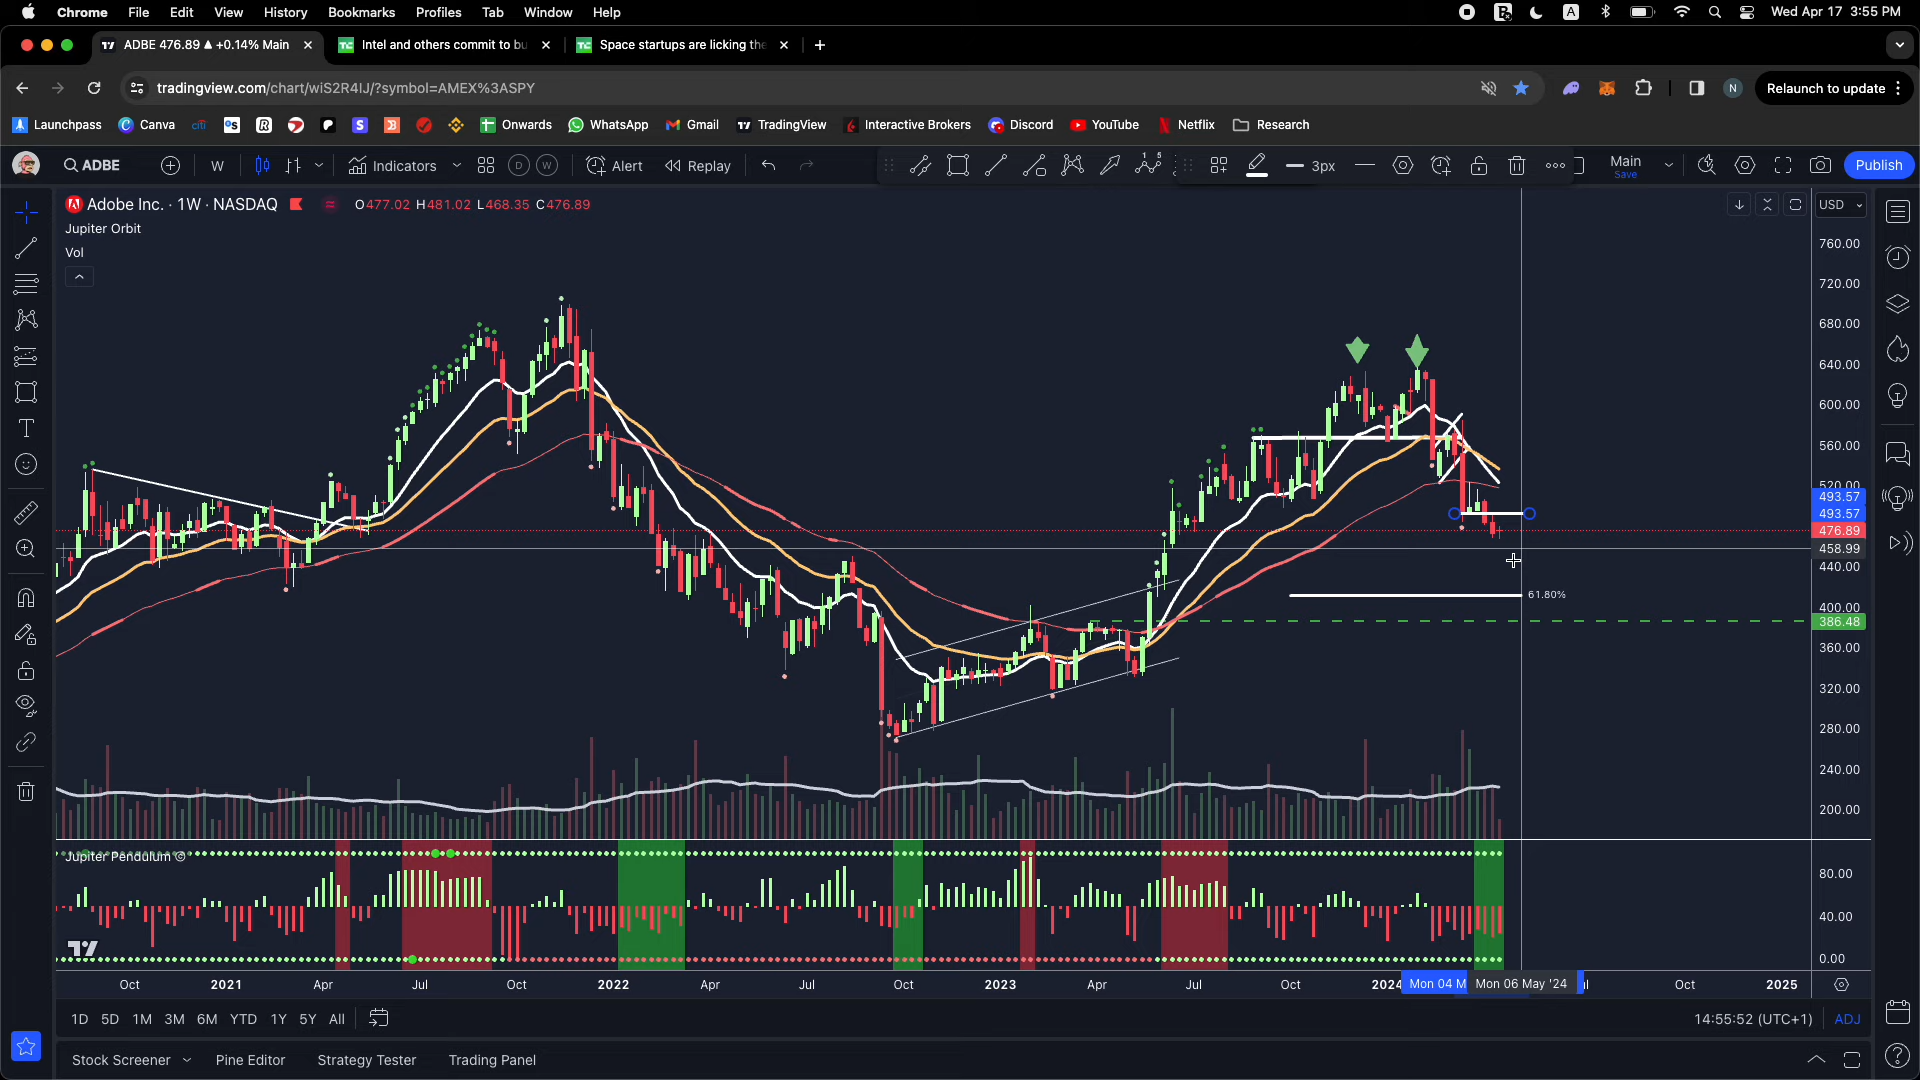 Chrome File Edit View History Bookmarks Profiles Tab Window Help A Wed Apr 17 3:55 PM
ADBE 476.89 ▲ +0.14% Main Intel and others commit to bu Space startups are licking the
tradingview.com/chart/wiS2R4IJ/?symbol=AMEX%3ASPY N Relaunch to update
Launchpass Canva citi Onwards WhatsApp Gmail TradingView Interactive Brokers Discord YouTube Netflix Research
ADBE W Indicators D W Alert Replay 3px Main Save Publish
Adobe Inc. · 1W · NASDAQ O477.02 H481.02 L468.35 C476.89 USD
Jupiter Orbit
Vol
760.00
720.00
680.00
640.00
600.00
560.00
520.00
493.57
493.57
476.89
458.99
440.00
61.80%
400.00
386.48
360.00
320.00
280.00
240.00
200.00
Jupiter Pendulum ©
80.00
40.00
0.00
Oct 2021 Apr Jul Oct 2022 Apr Jul Oct 2023 Apr Jul Oct 2024 Mon 04 M Mon 06 May '24 Oct 2025
1D 5D 1M 3M 6M YTD 1Y 5Y All 14:55:52 (UTC+1) ADJ
Stock Screener Pine Editor Strategy Tester Trading Panel